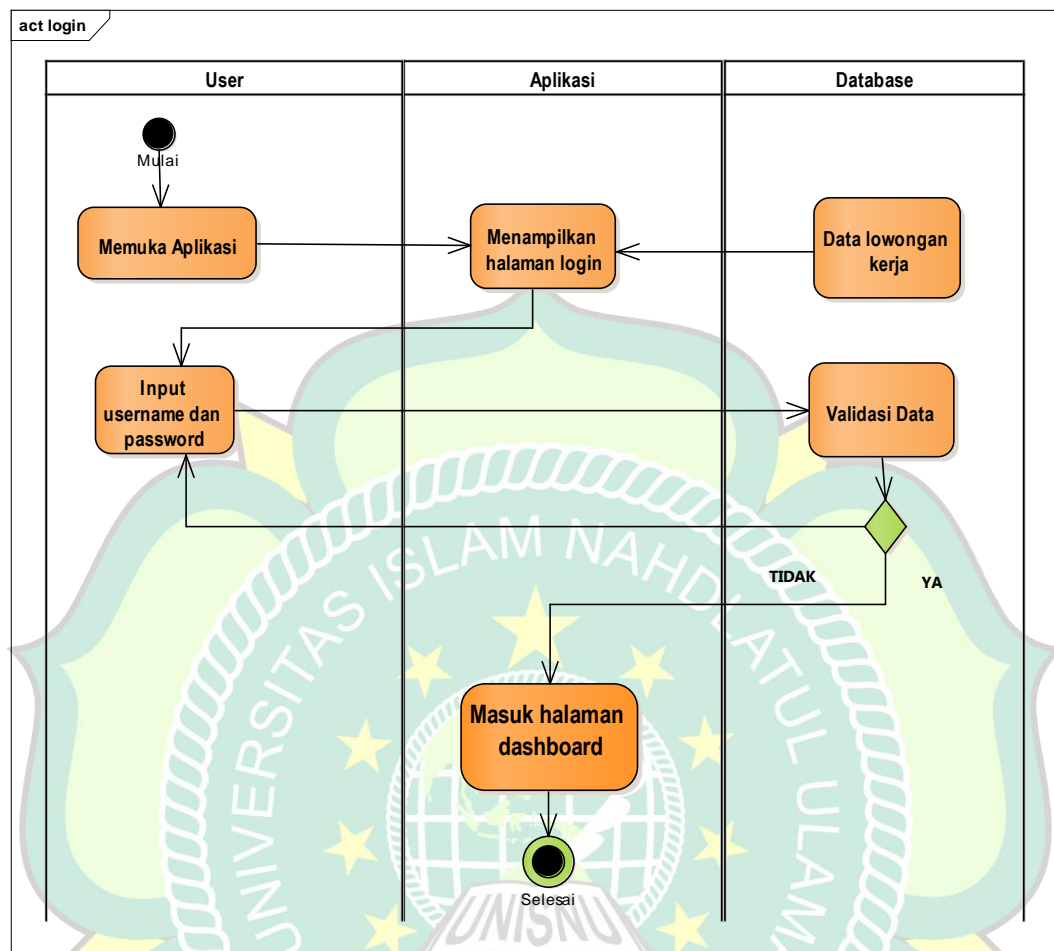 act login
User
Aplikasi
Database
Mulai
Memuka Aplikasi
Menampilkan
halaman login
Data lowongan
kerja
Input
username dan
password
Validasi Data
TIDAK
YA
Masuk halaman
dashboard
Selesai
UNIVERSITAS ISLAM NAHDLATUL ULAMA
UNISNU